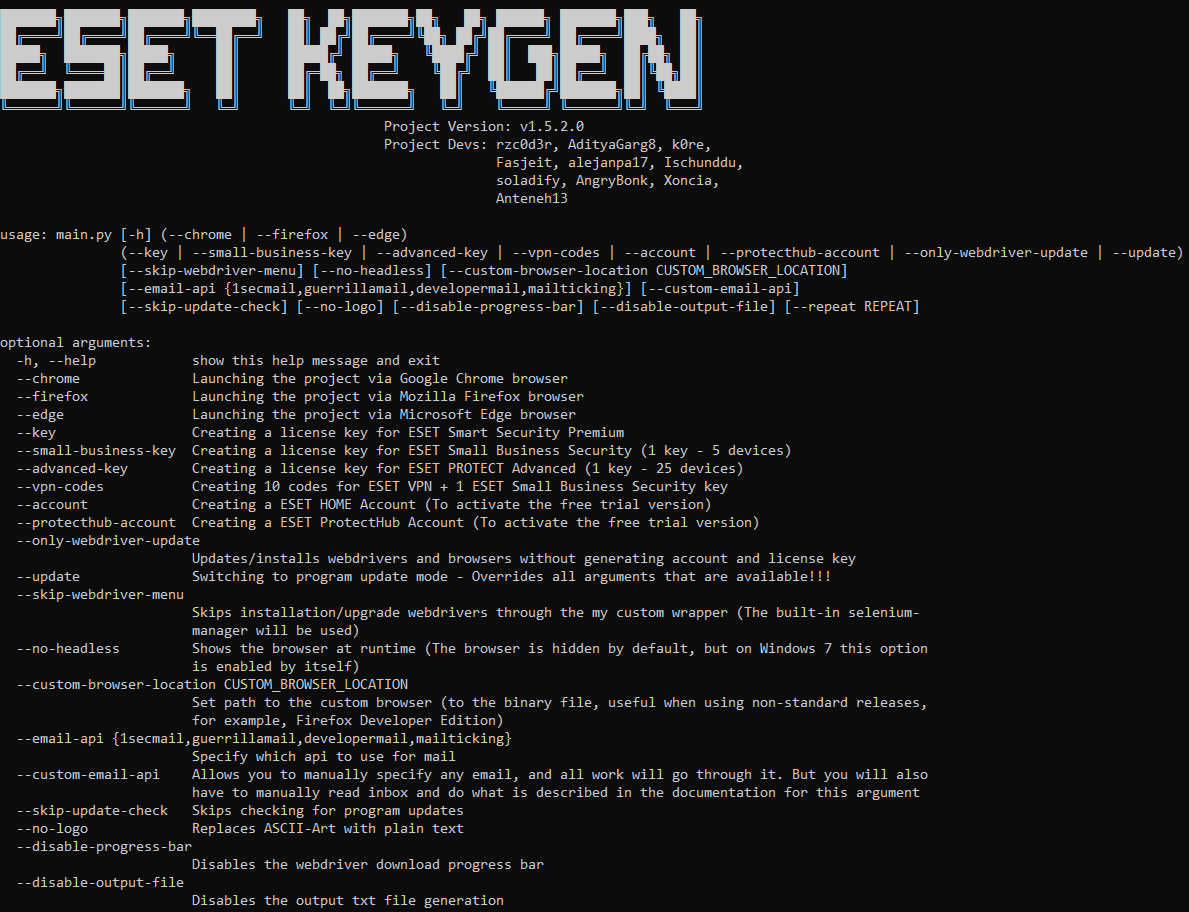 ESET KEYGEN
Project Version: v1.5.2.0
Project Devs: rzc0d3r, AdityaGarg8, k0re,
Fasjeit, alejanpa17, Ischunddu,
soladify, AngryBonk, Xoncia,
Anteneh13
usage: main.py [-h] (--chrome | --firefox | --edge)
(--key | --small-business-key | --advanced-key | --vpn-codes | --account | --protecthub-account | --only-webdriver-update | --update)
[--skip-webdriver-menu] [--no-headless] [--custom-browser-location CUSTOM_BROWSER_LOCATION]
[--email-api {1secmail,guerrillamail,developermail,mailticking}] [--custom-email-api]
[--skip-update-check] [--no-logo] [--disable-progress-bar] [--disable-output-file] [--repeat REPEAT]
optional arguments:
-h, --help show this help message and exit
--chrome Launching the project via Google Chrome browser
--firefox Launching the project via Mozilla Firefox browser
--edge Launching the project via Microsoft Edge browser
--key Creating a license key for ESET Smart Security Premium
--small-business-key Creating a license key for ESET Small Business Security (1 key - 5 devices)
--advanced-key Creating a license key for ESET PROTECT Advanced (1 key - 25 devices)
--vpn-codes Creating 10 codes for ESET VPN + 1 ESET Small Business Security key
--account Creating a ESET HOME Account (To activate the free trial version)
--protecthub-account Creating a ESET ProtectHub Account (To activate the free trial version)
--only-webdriver-update
Updates/installs webdrivers and browsers without generating account and license key
--update Switching to program update mode - Overrides all arguments that are available!!!
--skip-webdriver-menu
Skips installation/upgrade webdrivers through the my custom wrapper (The built-in selenium-
manager will be used)
--no-headless Shows the browser at runtime (The browser is hidden by default, but on Windows 7 this option
is enabled by itself)
--custom-browser-location CUSTOM_BROWSER_LOCATION
Set path to the custom browser (to the binary file, useful when using non-standard releases,
for example, Firefox Developer Edition)
--email-api {1secmail,guerrillamail,developermail,mailticking}
Specify which api to use for mail
--custom-email-api Allows you to manually specify any email, and all work will go through it. But you will also
have to manually read inbox and do what is described in the documentation for this argument
--skip-update-check Skips checking for program updates
--no-logo Replaces ASCII-Art with plain text
--disable-progress-bar
Disables the webdriver download progress bar
--disable-output-file
Disables the output txt file generation